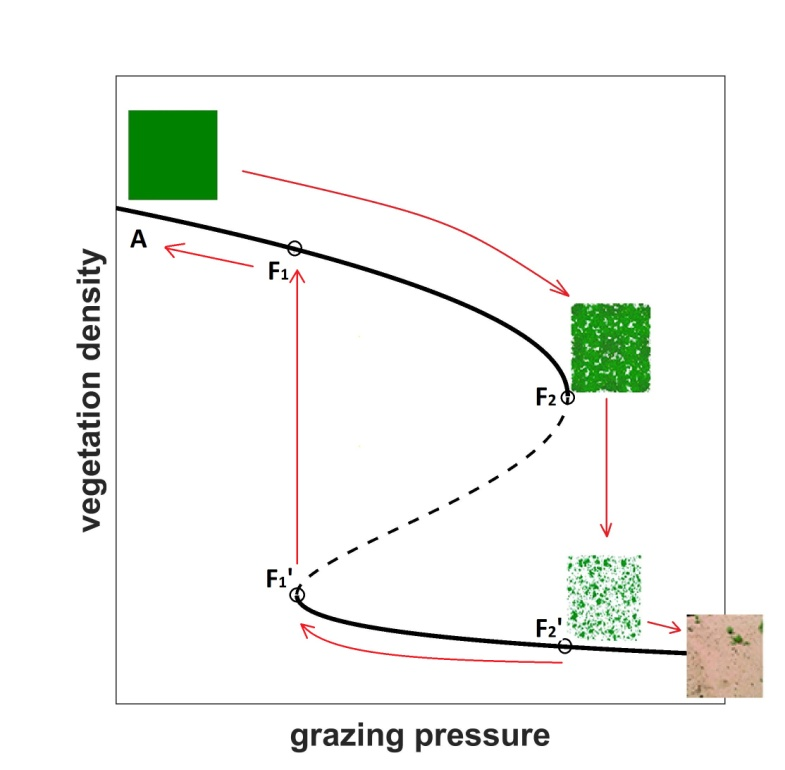 A
F1
F2
F1'
F2'
vegetation density
grazing pressure